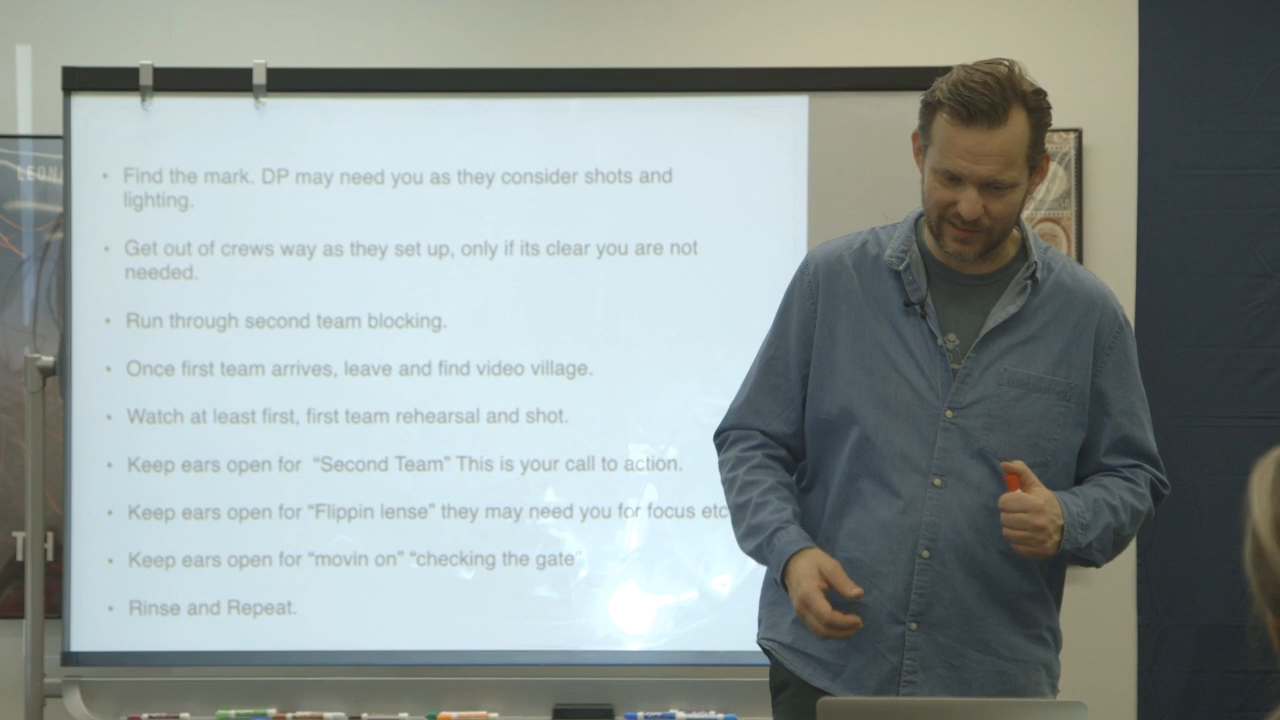 • Find the mark. DP may need you as they consider shots and
lighting.
• Get out of crews way as they set up, only if its clear you are not
needed.
• Run through second team blocking.
• Once first team arrives, leave and find video village.
• Watch at least first, first team rehearsal and shot.
• Keep ears open for “Second Team” This is your call to action.
• Keep ears open for “Flippin lense” they may need you for focus etc
• Keep ears open for “movin on” “checking the gate”
• Rinse and Repeat.
LEON
TH